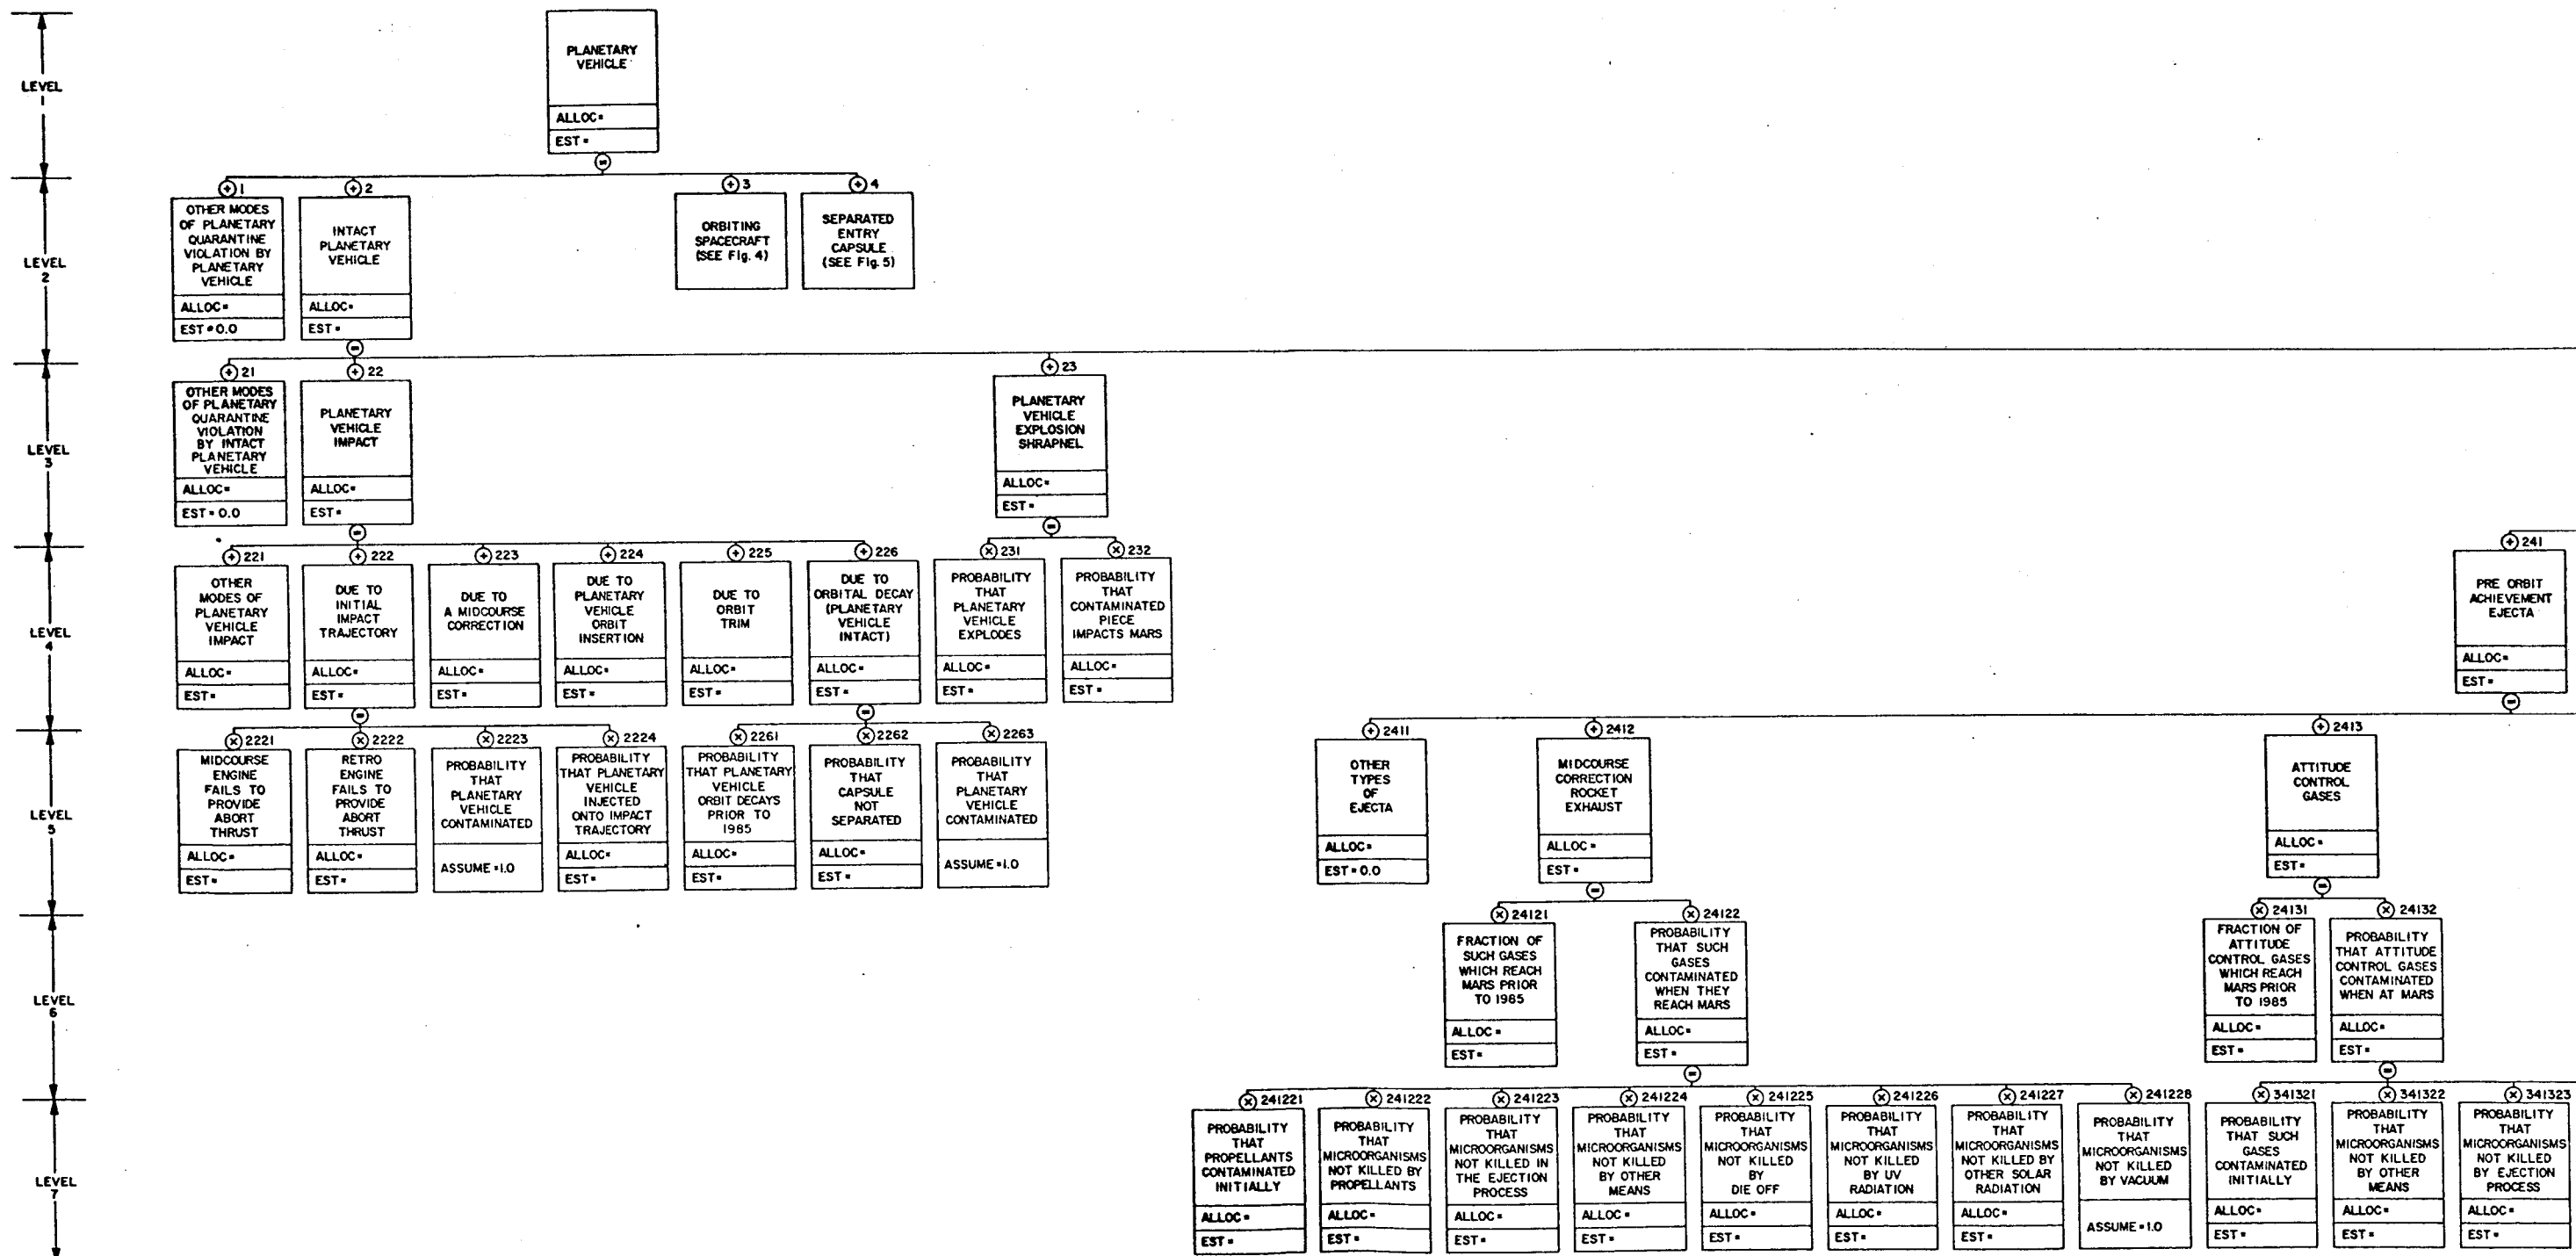 LEVEL
1
PLANETARY
VEHICLE
ALLOC=
EST=
=
LEVEL
2
+ 1
OTHER MODES
OF PLANETARY
QUARANTINE
VIOLATION BY
PLANETARY
VEHICLE
ALLOC=
EST=0.0
+ 2
INTACT
PLANETARY
VEHICLE
ALLOC=
EST=
=
+ 3
ORBITING
SPACECRAFT
(SEE Fig. 4)
+ 4
SEPARATED
ENTRY
CAPSULE
(SEE Fig. 5)
LEVEL
3
+ 21
OTHER MODES
OF PLANETARY
QUARANTINE
VIOLATION
BY INTACT
PLANETARY
VEHICLE
ALLOC=
EST=0.0
+ 22
PLANETARY
VEHICLE
IMPACT
ALLOC=
EST=
=
+ 23
PLANETARY
VEHICLE
EXPLOSION
SHRAPNEL
ALLOC=
EST=
=
LEVEL
4
+ 221
OTHER
MODES OF
PLANETARY
VEHICLE
IMPACT
ALLOC=
EST=
+ 222
DUE TO
INITIAL
IMPACT
TRAJECTORY
ALLOC=
EST=
=
+ 223
DUE TO
A MIDCOURSE
CORRECTION
ALLOC=
EST=
+ 224
DUE TO
PLANETARY
VEHICLE
ORBIT
INSERTION
ALLOC=
EST=
+ 225
DUE TO
ORBIT
TRIM
ALLOC=
EST=
+ 226
DUE TO
ORBITAL DECAY
(PLANETARY
VEHICLE
INTACT)
ALLOC=
EST=
=
× 231
PROBABILITY
THAT
PLANETARY
VEHICLE
EXPLODES
ALLOC=
EST=
× 232
PROBABILITY
THAT
CONTAMINATED
PIECE
IMPACTS MARS
ALLOC=
EST=
+ 241
PRE ORBIT
ACHIEVEMENT
EJECTA
ALLOC=
EST=
=
LEVEL
5
× 2221
MIDCOURSE
ENGINE
FAILS TO
PROVIDE
ABORT
THRUST
ALLOC=
EST=
× 2222
RETRO
ENGINE
FAILS TO
PROVIDE
ABORT
THRUST
ALLOC=
EST=
× 2223
PROBABILITY
THAT
PLANETARY
VEHICLE
CONTAMINATED
ASSUME=1.0
× 2224
PROBABILITY
THAT PLANETARY
VEHICLE
INJECTED
ONTO IMPACT
TRAJECTORY
ALLOC=
EST=
× 2261
PROBABILITY
THAT PLANETARY
VEHICLE
ORBIT DECAYS
PRIOR TO
1985
ALLOC=
EST=
× 2262
PROBABILITY
THAT
CAPSULE
NOT
SEPARATED
ALLOC=
EST=
× 2263
PROBABILITY
THAT
PLANETARY
VEHICLE
CONTAMINATED
ASSUME=1.0
+ 2411
OTHER
TYPES
OF
EJECTA
ALLOC=
EST=0.0
+ 2412
MIDCOURSE
CORRECTION
ROCKET
EXHAUST
ALLOC=
EST=
=
+ 2413
ATTITUDE
CONTROL
GASES
ALLOC=
EST=
=
LEVEL
6
× 24121
FRACTION OF
SUCH GASES
WHICH REACH
MARS PRIOR
TO 1985
ALLOC=
EST=
× 24122
PROBABILITY
THAT SUCH
GASES
CONTAMINATED
WHEN THEY
REACH MARS
ALLOC=
EST=
=
× 24131
FRACTION OF
ATTITUDE
CONTROL GASES
WHICH REACH
MARS PRIOR
TO 1985
ALLOC=
EST=
× 24132
PROBABILITY
THAT ATTITUDE
CONTROL GASES
CONTAMINATED
WHEN AT MARS
ALLOC=
EST=
=
LEVEL
7
× 241221
PROBABILITY
THAT
PROPELLANTS
CONTAMINATED
INITIALLY
ALLOC=
EST=
× 241222
PROBABILITY
THAT
MICROORGANISMS
NOT KILLED BY
PROPELLANTS
ALLOC=
EST=
× 241223
PROBABILITY
THAT
MICROORGANISMS
NOT KILLED IN
THE EJECTION
PROCESS
ALLOC=
EST=
× 241224
PROBABILITY
THAT
MICROORGANISMS
NOT KILLED
BY OTHER
MEANS
ALLOC=
EST=
× 241225
PROBABILITY
THAT
MICROORGANISMS
NOT KILLED
BY
DIE OFF
ALLOC=
EST=
× 241226
PROBABILITY
THAT
MICROORGANISMS
NOT KILLED
BY UV
RADIATION
ALLOC=
EST=
× 241227
PROBABILITY
THAT
MICROORGANISMS
NOT KILLED BY
OTHER SOLAR
RADIATION
ALLOC=
EST=
× 241228
PROBABILITY
THAT
MICROORGANISMS
NOT KILLED
BY VACUUM
ASSUME=1.0
× 341321
PROBABILITY
THAT SUCH
GASES
CONTAMINATED
INITIALLY
ALLOC=
EST=
× 341322
PROBABILITY
THAT
MICROORGANISMS
NOT KILLED
BY OTHER
MEANS
ALLOC=
EST=
× 341323
PROBABILITY
THAT
MICROORGANISMS
NOT KILLED
BY EJECTION
PROCESS
ALLOC=
EST=